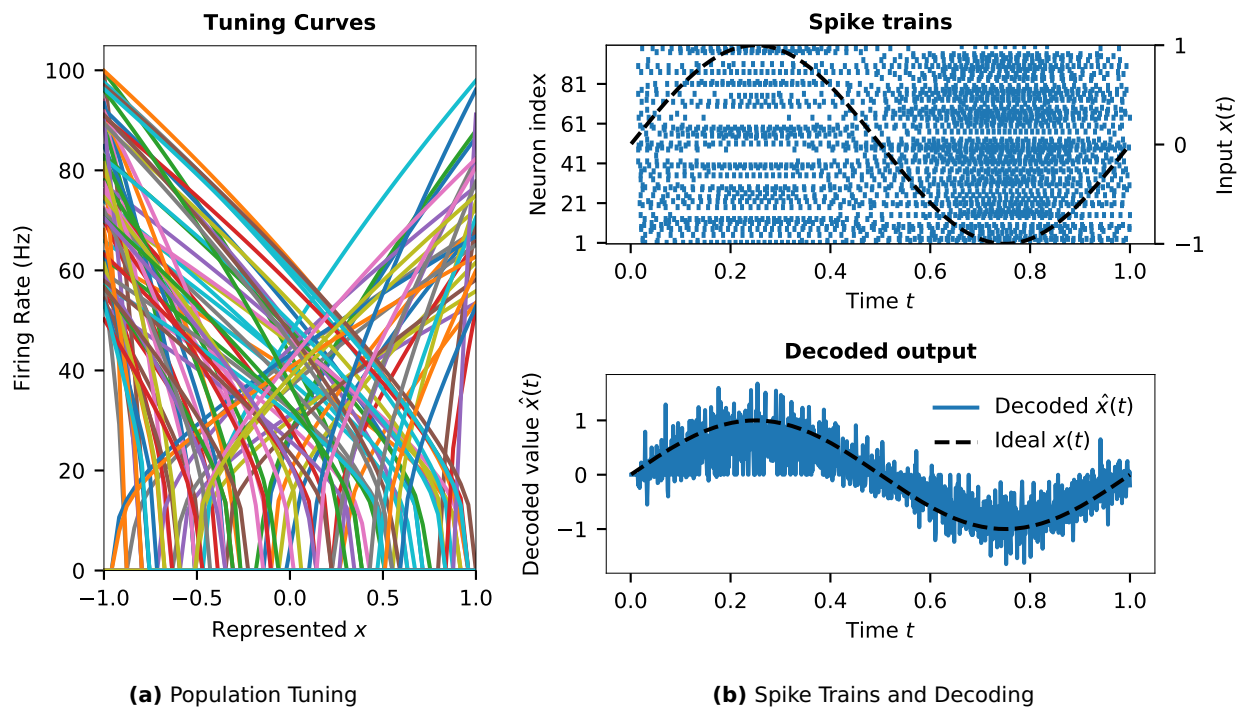 Tuning Curves
Firing Rate (Hz)
100
80
60
40
20
0
−1.0 −0.5 0.0 0.5 1.0
Represented x
(a) Population Tuning
Spike trains
Neuron index
81
61
41
21
1
1
0
−1
Input x(t)
0.0 0.2 0.4 0.6 0.8 1.0
Time t
Decoded output
Decoded value x̂(t)
1
0
−1
Decoded x̂(t)
Ideal x(t)
0.0 0.2 0.4 0.6 0.8 1.0
Time t
(b) Spike Trains and Decoding